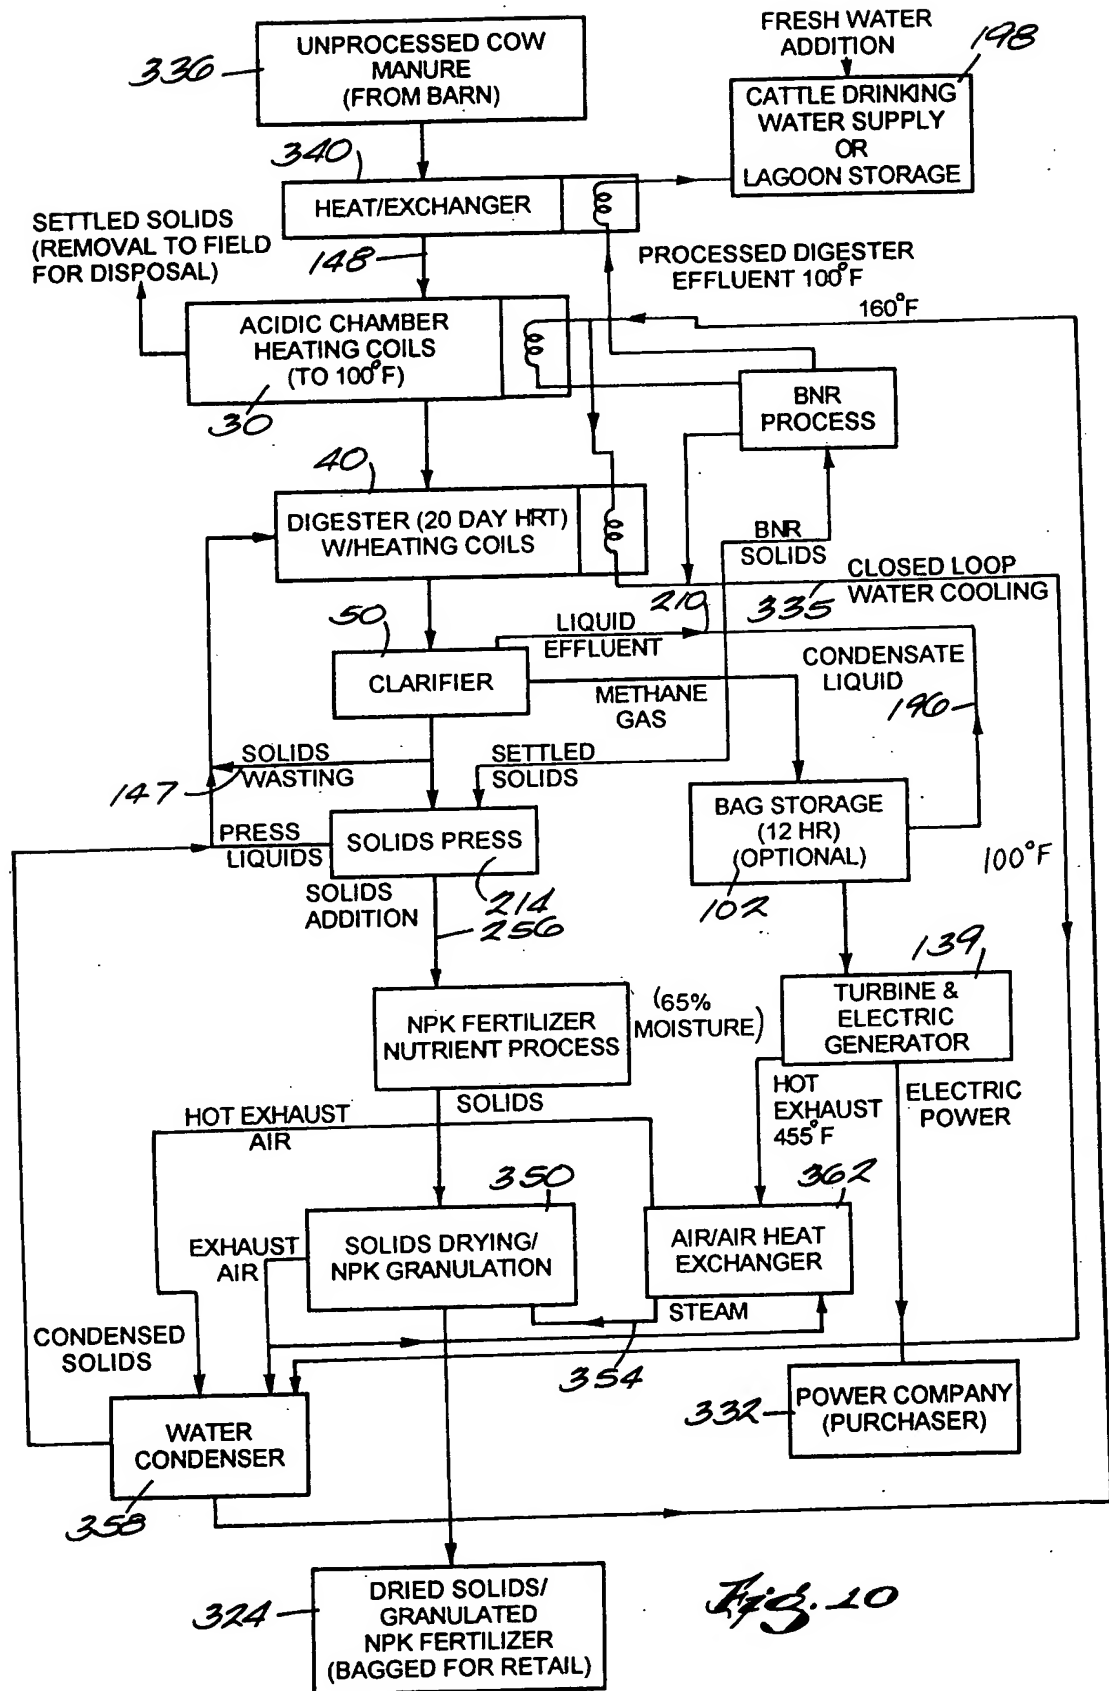 UNPROCESSED COW
MANURE
(FROM BARN)
336
FRESH WATER
ADDITION
198
CATTLE DRINKING
WATER SUPPLY
OR
LAGOON STORAGE
340
HEAT/EXCHANGER
SETTLED SOLIDS
(REMOVAL TO FIELD
FOR DISPOSAL)
148
PROCESSED DIGESTER
EFFLUENT 100°F
160°F
ACIDIC CHAMBER
HEATING COILS
(TO 100°F)
30
BNR
PROCESS
40
DIGESTER (20 DAY HRT)
W/HEATING COILS
BNR
SOLIDS
CLOSED LOOP
WATER COOLING
210
335
50
LIQUID
EFFLUENT
CLARIFIER
METHANE
GAS
CONDENSATE
LIQUID
196
SOLIDS
WASTING
147
SETTLED
SOLIDS
BAG STORAGE
(12 HR)
(OPTIONAL)
102
100°F
PRESS
LIQUIDS
SOLIDS PRESS
214
SOLIDS
ADDITION
256
139
TURBINE &
ELECTRIC
GENERATOR
NPK FERTILIZER
NUTRIENT PROCESS
(65%
MOISTURE)
SOLIDS
HOT
EXHAUST
455°F
ELECTRIC
POWER
HOT EXHAUST
AIR
350
362
EXHAUST
AIR
SOLIDS DRYING/
NPK GRANULATION
AIR/AIR HEAT
EXCHANGER
STEAM
354
CONDENSED
SOLIDS
332
POWER COMPANY
(PURCHASER)
WATER
CONDENSER
358
324
DRIED SOLIDS/
GRANULATED
NPK FERTILIZER
(BAGGED FOR RETAIL)
Fig. 10